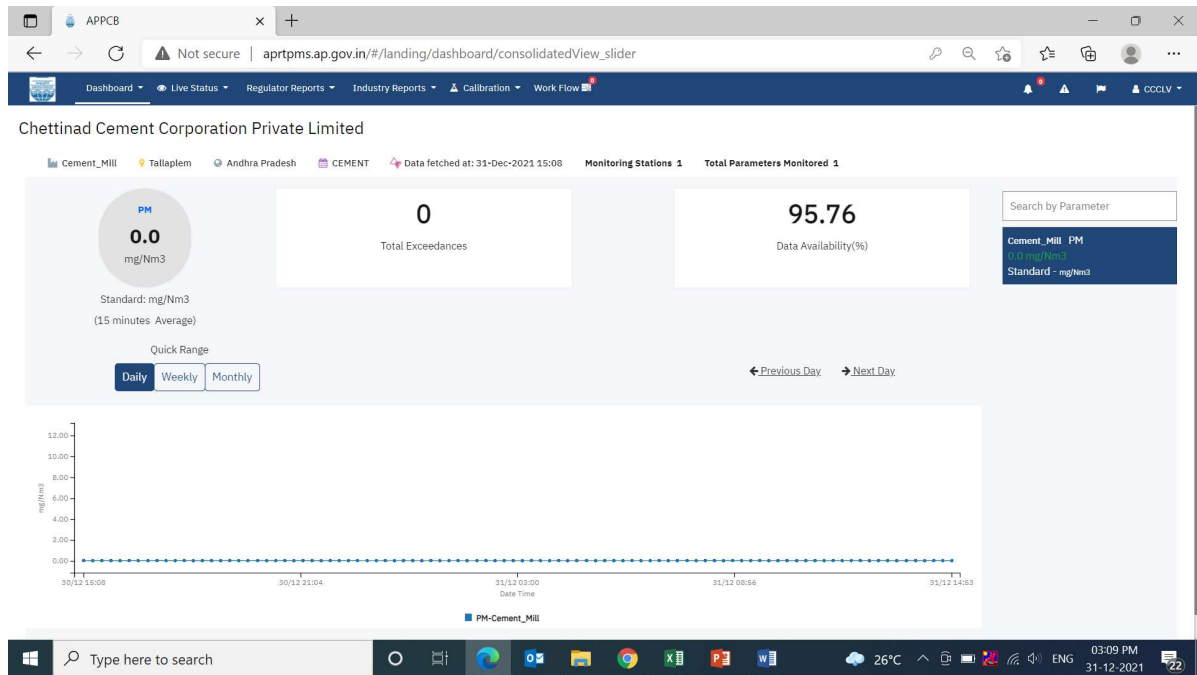 APPCB
Not secure | aprtpms.ap.gov.in/#/landing/dashboard/consolidatedView_slider
Dashboard Live Status Regulator Reports Industry Reports Calibration Work Flow 0 0 CCCLV
Chettinad Cement Corporation Private Limited
Cement_Mill Tallaplem Andhra Pradesh CEMENT Data fetched at: 31-Dec-2021 15:08 Monitoring Stations 1 Total Parameters Monitored 1
PM
0.0
mg/Nm3
Standard: mg/Nm3
(15 minutes Average)
0
Total Exceedances
95.76
Data Availability(%)
Search by Parameter
Cement_Mill PM
0.0 mg/Nm3
Standard - mg/Nm3
Quick Range
Daily Weekly Monthly
Previous Day Next Day
12.00
10.00
8.00
6.00
4.00
2.00
0.00
mg/Nm3
30/12 15:08 30/12 21:04 31/12 03:00 31/12 08:56 31/12 14:53
Date Time
PM-Cement_Mill
Type here to search
26°C ENG
03:09 PM
31-12-2021
22